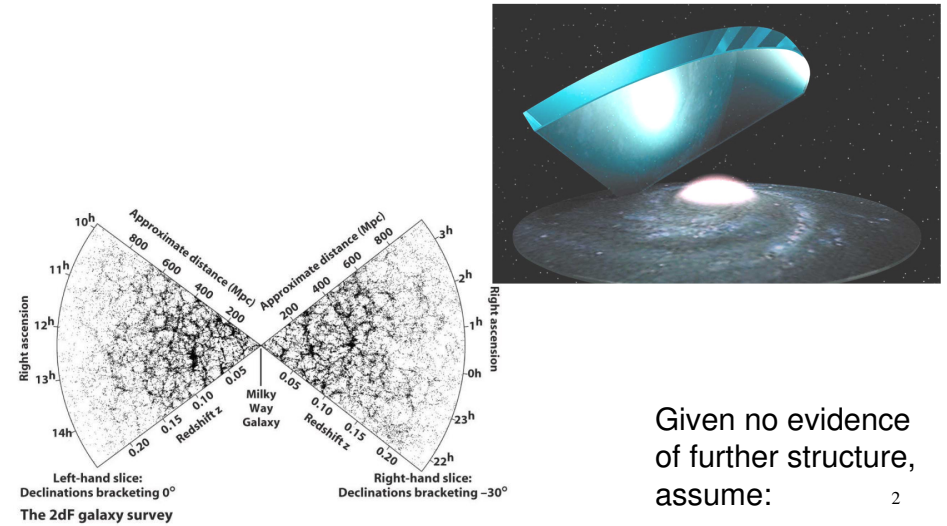 10h
11h
12h
13h
14h
Right ascension
Approximate distance (Mpc)
800
600
400
200
0.05
0.10
0.15
0.20
Redshift z
Milky
Way
Galaxy
Approximate distance (Mpc)
200
400
600
800
0.05
0.10
0.15
0.20
Redshift z
3h
2h
1h
0h
23h
22h
Right ascension
Left-hand slice:
Declinations bracketing 0°
Right-hand slice:
Declinations bracketing –30°
The 2dF galaxy survey
Given no evidence
of further structure,
assume:
2